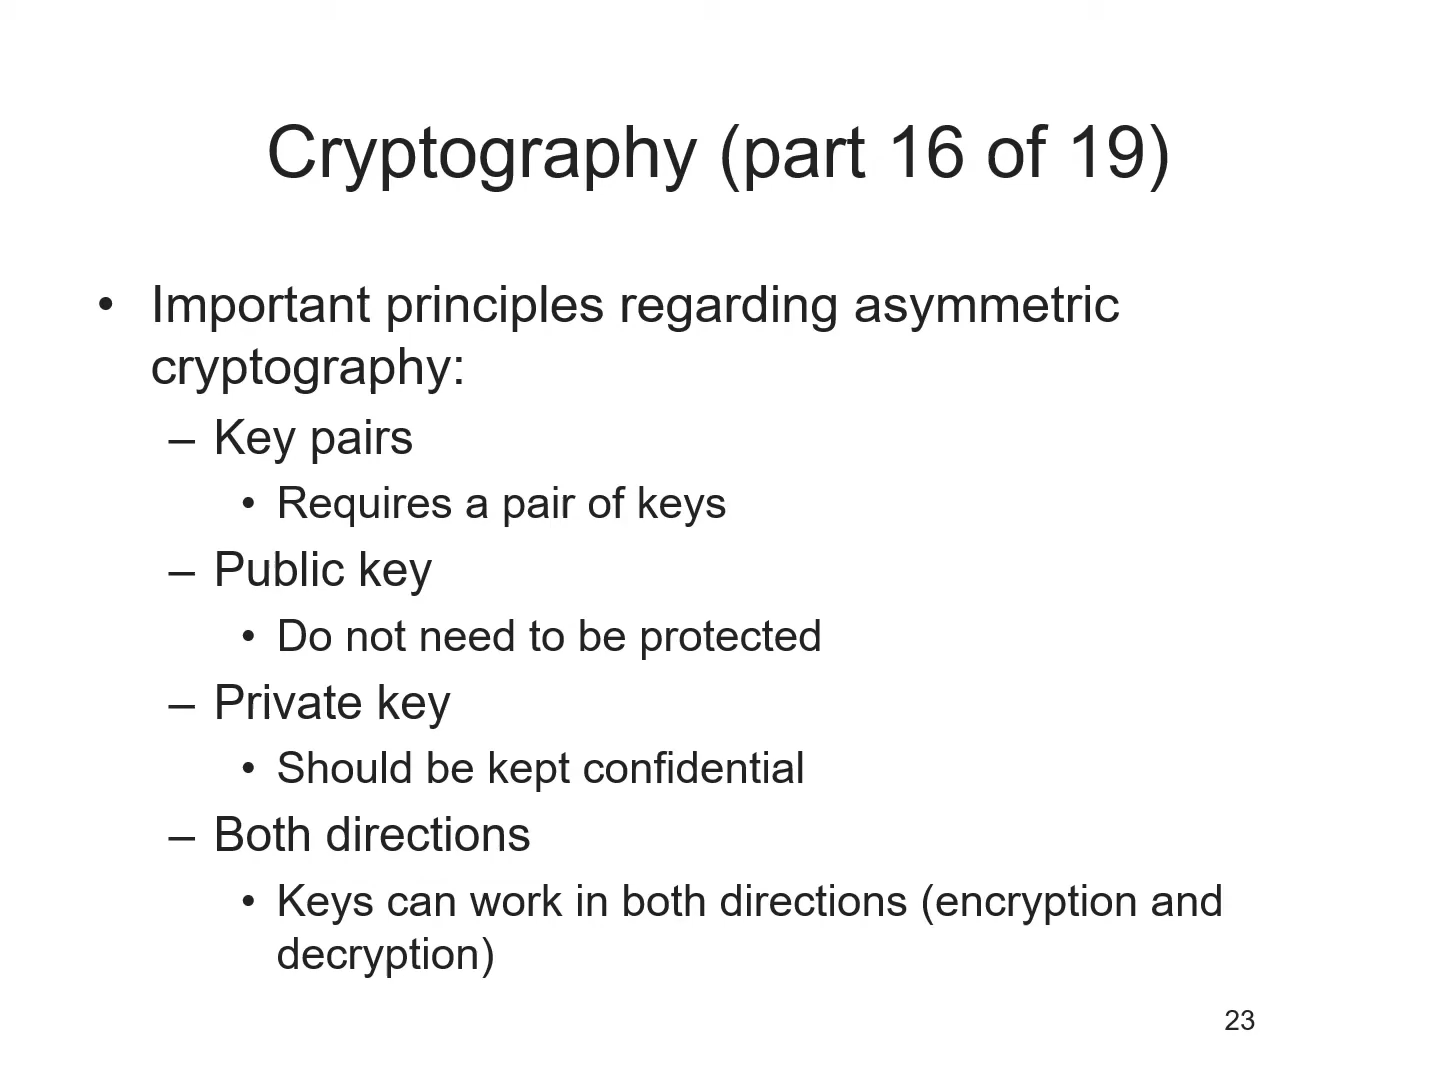 Cryptography (part 16 of 19)
• Important principles regarding asymmetric
cryptography:
– Key pairs
• Requires a pair of keys
– Public key
• Do not need to be protected
– Private key
• Should be kept confidential
– Both directions
• Keys can work in both directions (encryption and
decryption)
23